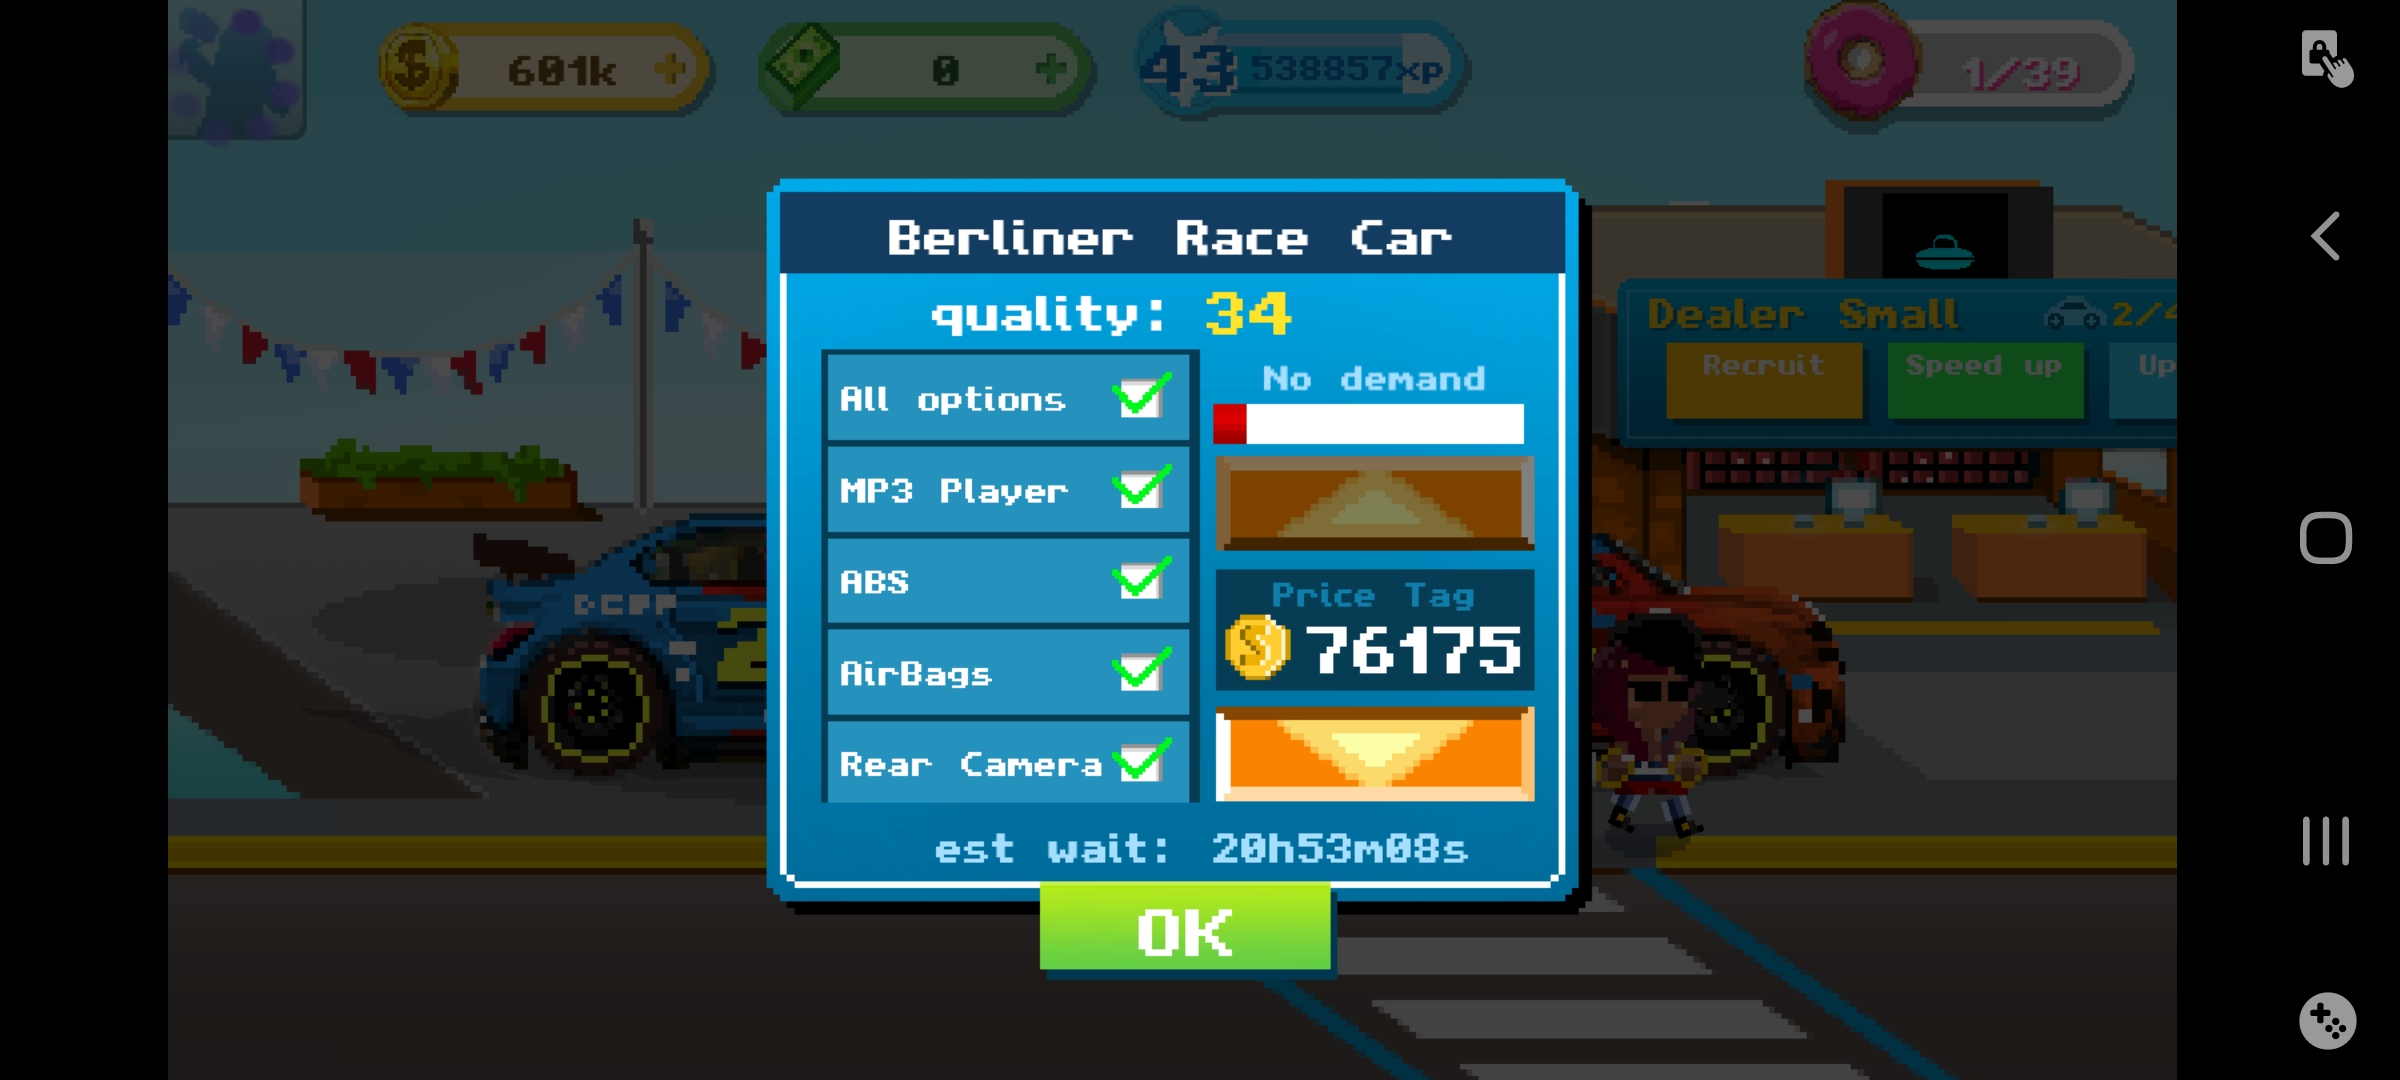 601k
0
43 538857xp
1/39
Berliner Race Car
quality: 34
All options
MP3 Player
ABS
AirBags
Rear Camera
No demand
Price Tag
76175
est wait: 20h53m08s
OK
Dealer Small 2/4
Recruit
Speed up
Up